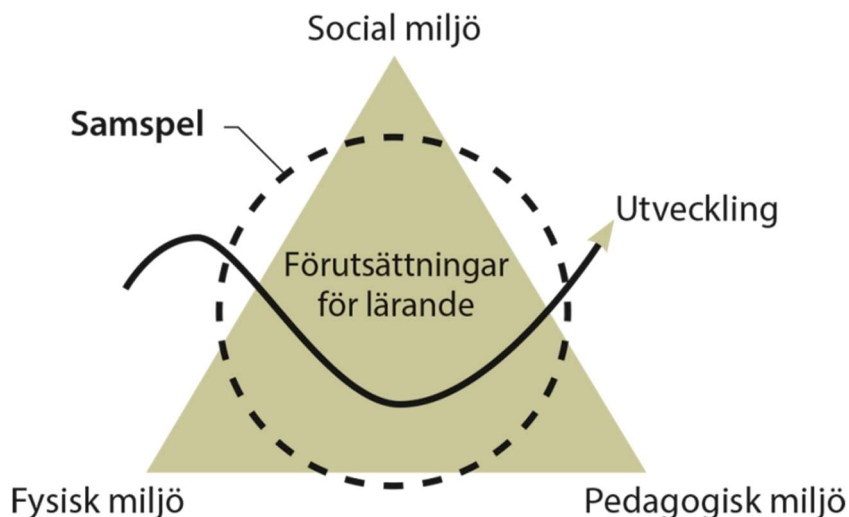 Social miljö
Samspel
Utveckling
Förutsättningar
för lärande
Fysisk miljö
Pedagogisk miljö